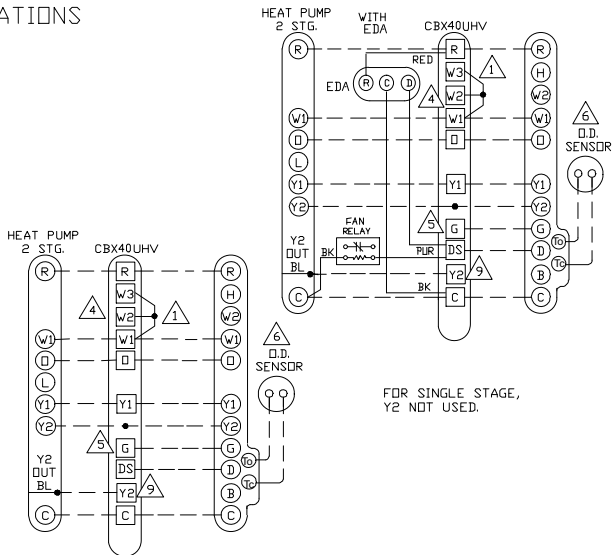 ATIONS
HEAT PUMP
2 STG.
WITH
EDA
CBX40UHV
R
R
R
RED
W3
1
H
EDA
R
C
D
4
W2
W2
W1
W1
W1
6
O.D.
SENSOR
O
O
O
L
Y1
Y1
Y1
Y2
Y2
FAN
RELAY
5
G
G
To
Y2
OUT
BL
BK
PUR
DS
D
Tc
Y2
9
B
BK
C
C
C
FOR SINGLE STAGE,
Y2 NOT USED.
HEAT PUMP
2 STG.
CBX40UHV
R
R
R
W3
H
4
W2
1
W2
W1
W1
W1
6
O.D.
SENSOR
O
O
O
L
Y1
Y1
Y1
Y2
Y2
5
G
G
To
Y2
OUT
BL
DS
D
Tc
Y2
9
B
C
C
C